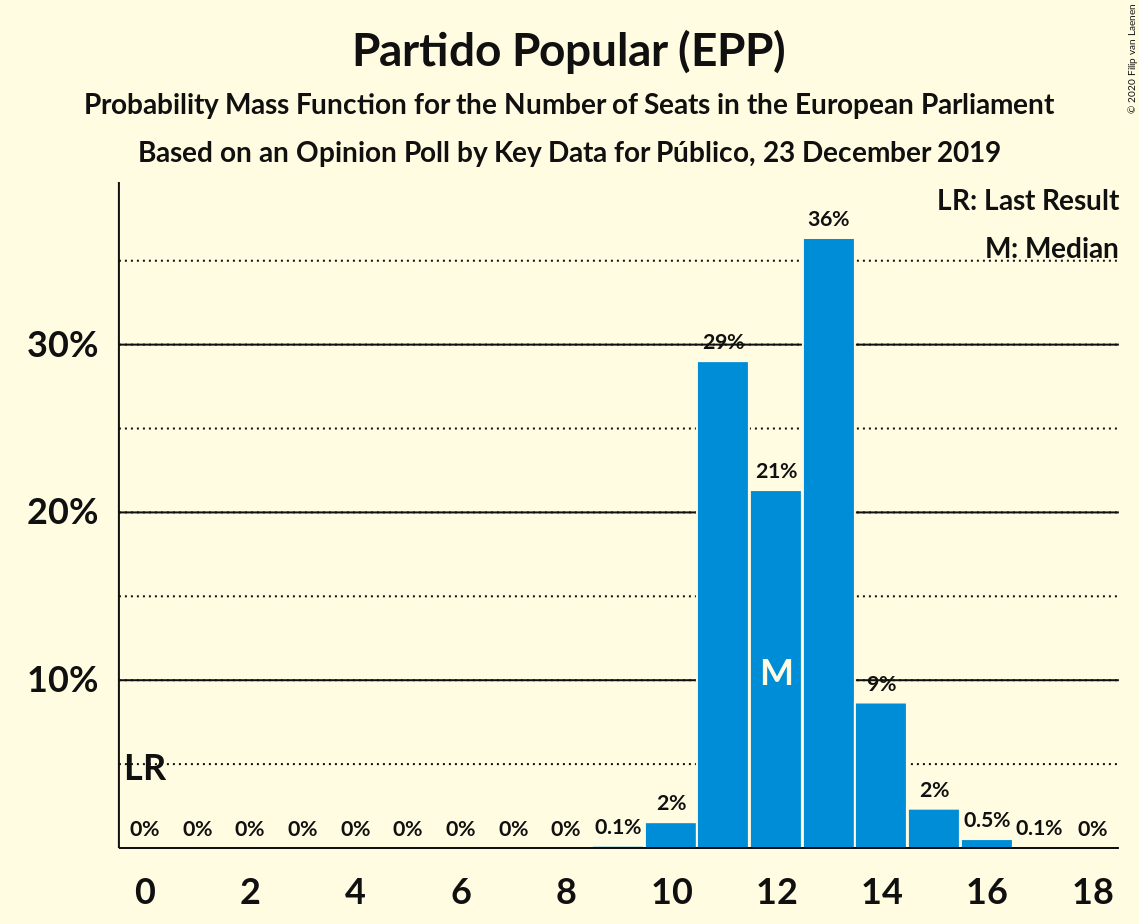 Partido Popular (EPP)
Probability Mass Function for the Number of Seats in the European Parliament
Based on an Opinion Poll by Key Data for Público, 23 December 2019
© 2020 Filip van Laenen
LR: Last Result
M: Median
30%
20%
10%
36%
29%
21%
M
9%
LR
0% 0% 0% 0% 0% 0% 0% 0% 0% 0.1% 2% 2% 0.5% 0.1% 0%
0 2 4 6 8 10 12 14 16 18